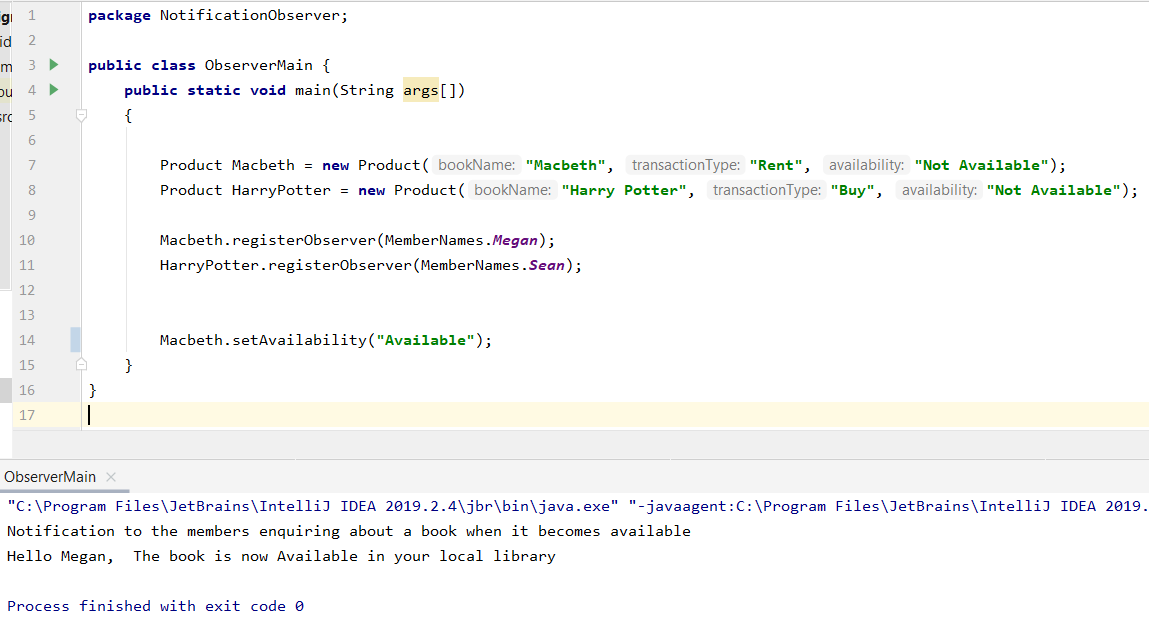 1 package NotificationObserver;
2
3 public class ObserverMain {
4 public static void main(String args[])
5 {
6
7 Product Macbeth = new Product( bookName: "Macbeth", transactionType: "Rent", availability: "Not Available");
8 Product HarryPotter = new Product( bookName: "Harry Potter", transactionType: "Buy", availability: "Not Available");
9
10 Macbeth.registerObserver(MemberNames.Megan);
11 HarryPotter.registerObserver(MemberNames.Sean);
12
13
14 Macbeth.setAvailability("Available");
15 }
16 }
17
ObserverMain
"C:\Program Files\JetBrains\IntelliJ IDEA 2019.2.4\jbr\bin\java.exe" "-javaagent:C:\Program Files\JetBrains\IntelliJ IDEA 2019.
Notification to the members enquiring about a book when it becomes available
Hello Megan,  The book is now Available in your local library
Process finished with exit code 0